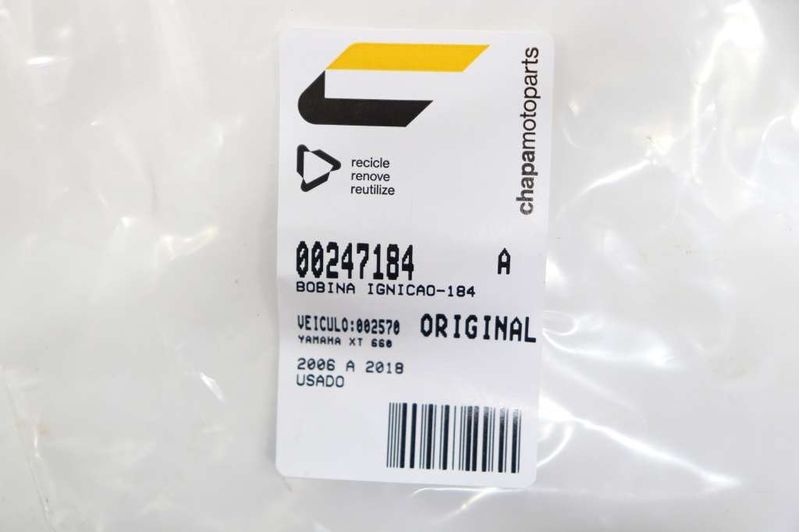 chapamotoparts
recicle
renove
reutilize
00247184 A
BOBINA IGNICAO-184
VEICULO:002570 ORIGINAL
YAMAHA XT 660
2006 A 2018
USADO